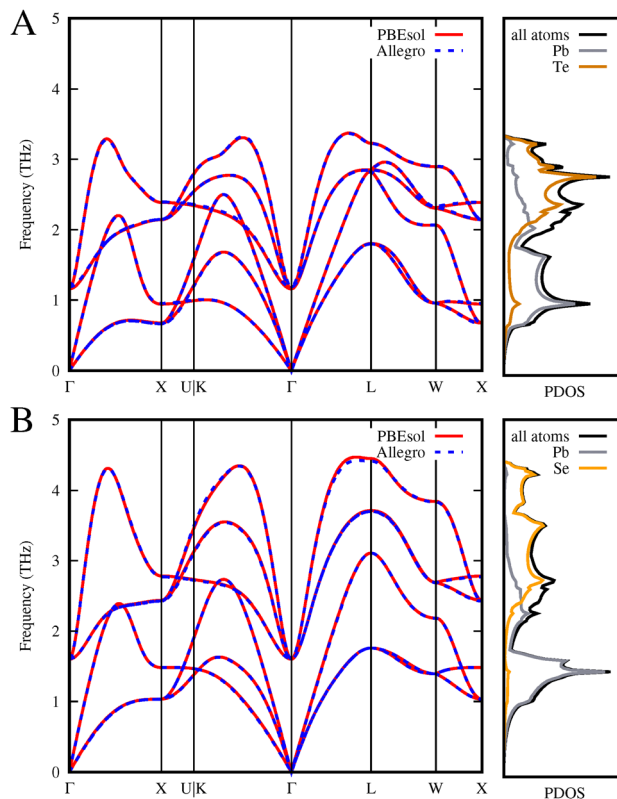 A
PBEsol
Allegro
all atoms
Pb
Te
Frequency (THz)
5
4
3
2
1
0
Γ X U|K Γ L W X
PDOS
B
PBEsol
Allegro
all atoms
Pb
Se
Frequency (THz)
5
4
3
2
1
0
Γ X U|K Γ L W X
PDOS